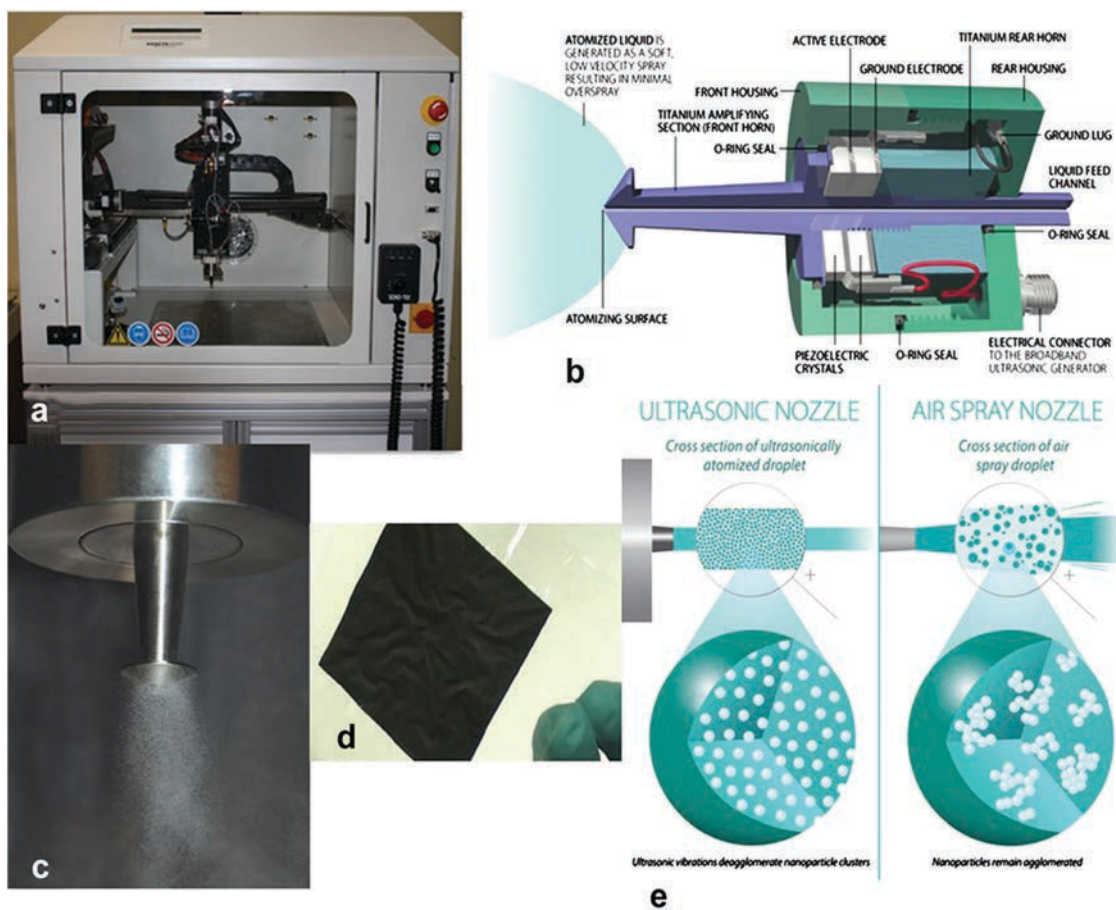 a
SONO-TEK
ATOMIZED LIQUID IS
GENERATED AS A SOFT,
LOW VELOCITY SPRAY
RESULTING IN MINIMAL
OVERSPRAY
ACTIVE ELECTRODE
GROUND ELECTRODE
TITANIUM REAR HORN
REAR HOUSING
FRONT HOUSING
TITANIUM AMPLIFYING
SECTION (FRONT HORN)
O-RING SEAL
GROUND LUG
LIQUID FEED
CHANNEL
O-RING SEAL
ATOMIZING SURFACE
PIEZOELECTRIC
CRYSTALS
O-RING SEAL
ELECTRICAL CONNECTOR
TO THE BROADBAND
ULTRASONIC GENERATOR
b
c
d
ULTRASONIC NOZZLE
Cross section of ultrasonically
atomized droplet
Ultrasonic vibrations deagglomerate nanoparticle clusters
AIR SPRAY NOZZLE
Cross section of air
spray droplet
+
+
Nanoparticles remain agglomerated
e